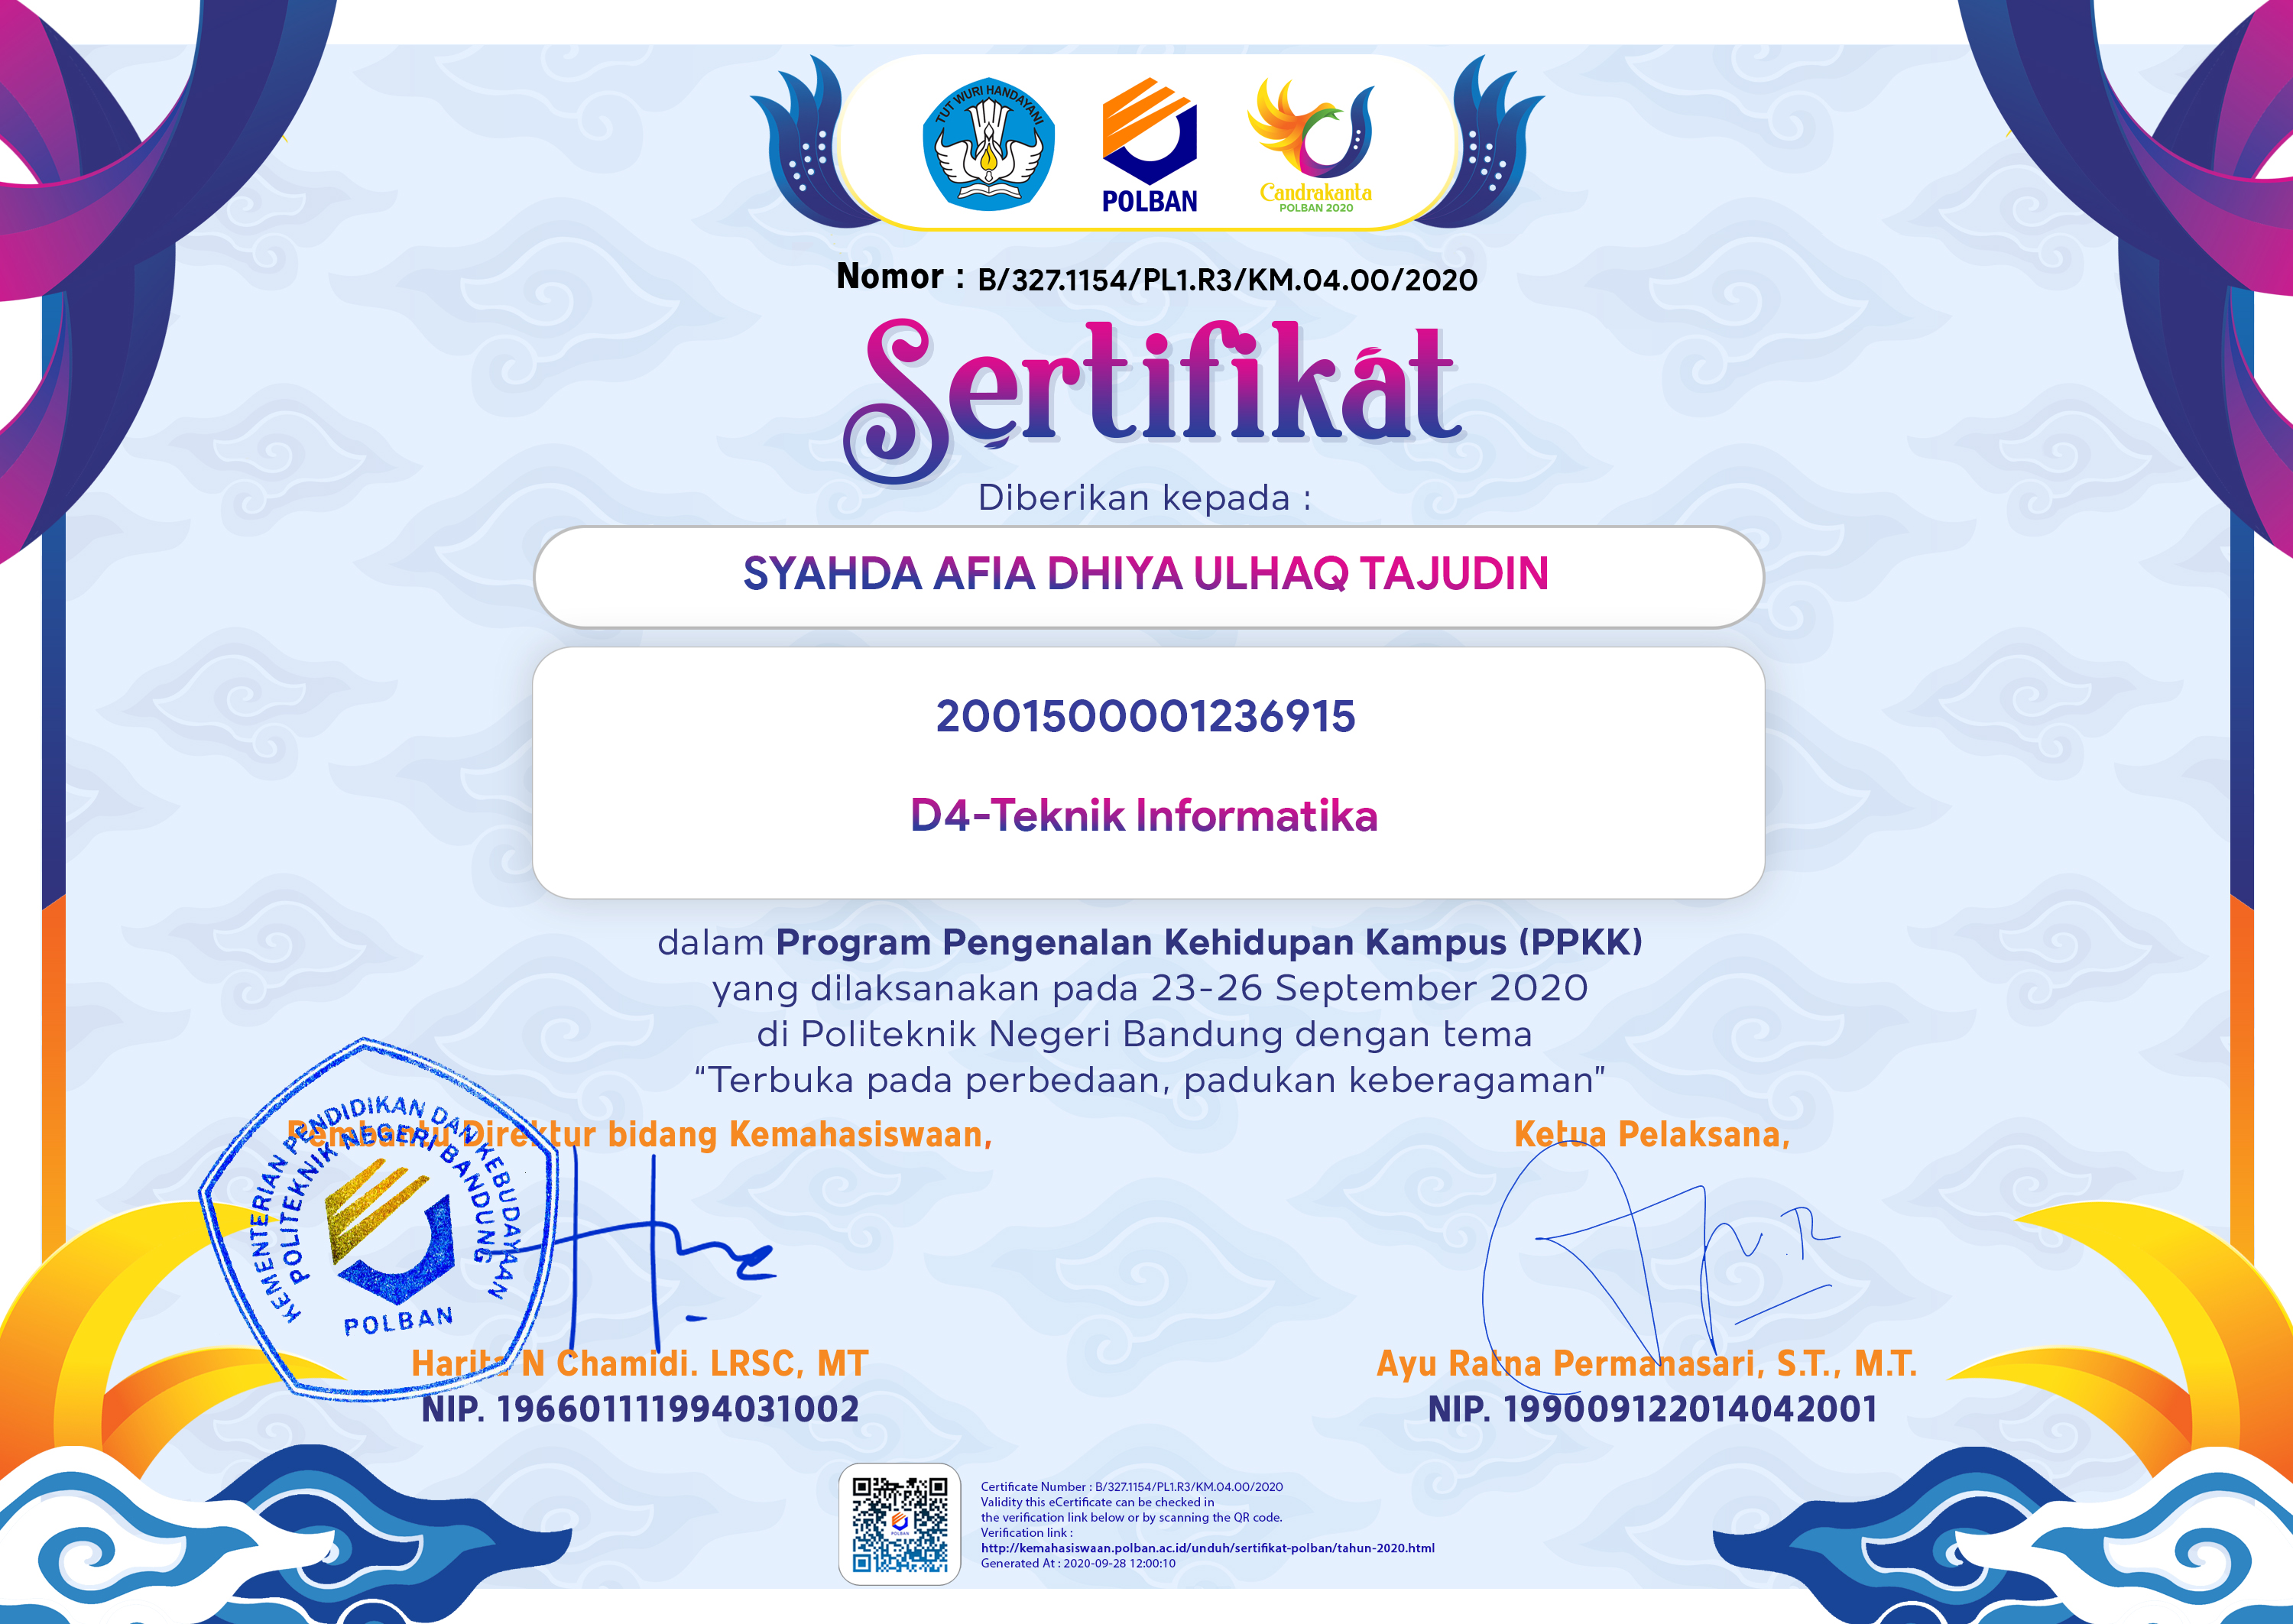 TUT WURI HANDAYANI
POLBAN
Candrakanta
POLBAN 2020
Nomor : B/327.1154/PL1.R3/KM.04.00/2020
Sertifikat
Diberikan kepada :
SYAHDA AFIA DHIYA ULHAQ TAJUDIN
2001500001236915
D4-Teknik Informatika
dalam Program Pengenalan Kehidupan Kampus (PPKK)
yang dilaksanakan pada 23-26 September 2020
di Politeknik Negeri Bandung dengan tema
“Terbuka pada perbedaan, padukan keberagaman”
Pembantu Direktur bidang Kemahasiswaan,
KEMENTERIAN PENDIDIKAN DAN KEBUDAYAAN
POLITEKNIK NEGERI BANDUNG
POLBAN
Harita N Chamidi. LRSC, MT
NIP. 196601111994031002
Ketua Pelaksana,
Ayu Ratna Permanasari, S.T., M.T.
NIP. 199009122014042001
POLBAN
Certificate Number : B/327.1154/PL1.R3/KM.04.00/2020
Validity this eCertificate can be checked in
the verification link below or by scanning the QR code.
Verification link :
http://kemahasiswaan.polban.ac.id/unduh/sertifikat-polban/tahun-2020.html
Generated At : 2020-09-28 12:00:10